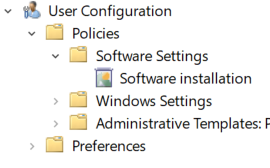 User Configuration
Policies
Software Settings
Software installation
Windows Settings
Administrative Templates: P
Preferences